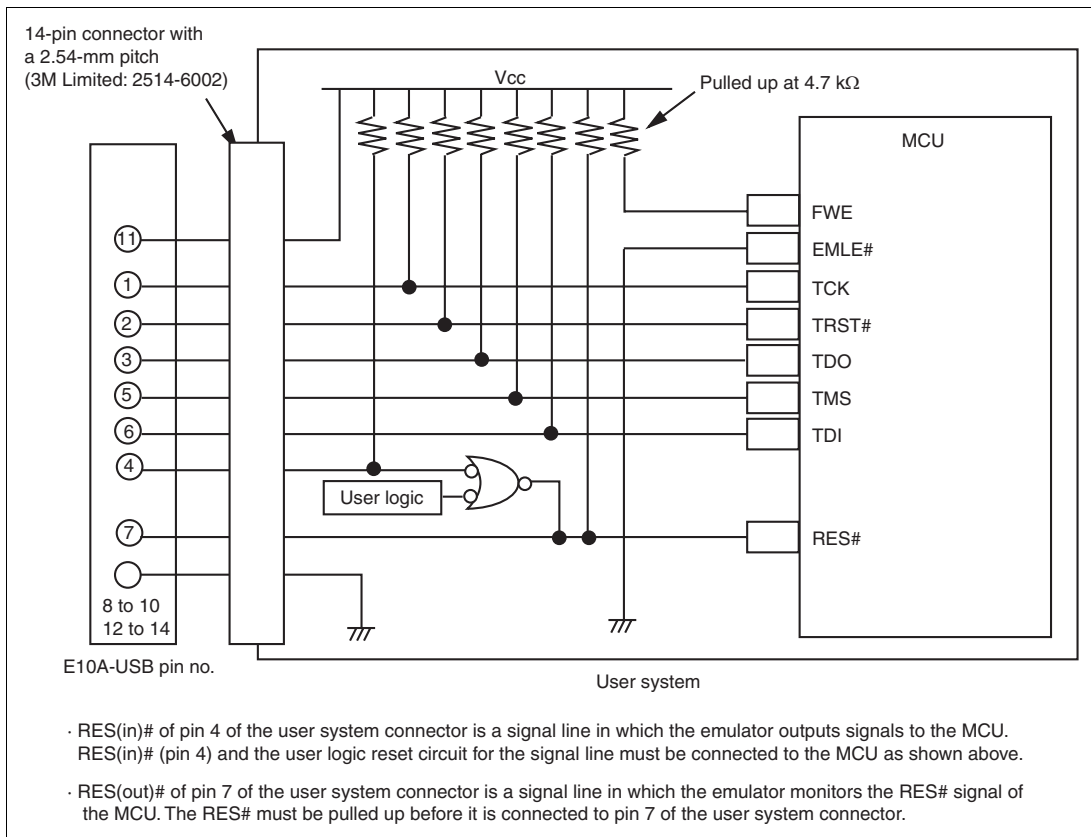 14-pin connector with
a 2.54-mm pitch
(3M Limited: 2514-6002)
Vcc
Pulled up at 4.7 kΩ
MCU
FWE
11
EMLE#
1
TCK
2
TRST#
3
TDO
5
TMS
6
TDI
4
User logic
7
RES#
8 to 10
12 to 14
E10A-USB pin no.
User system
· RES(in)# of pin 4 of the user system connector is a signal line in which the emulator outputs signals to the MCU.
RES(in)# (pin 4) and the user logic reset circuit for the signal line must be connected to the MCU as shown above.
· RES(out)# of pin 7 of the user system connector is a signal line in which the emulator monitors the RES# signal of
the MCU. The RES# must be pulled up before it is connected to pin 7 of the user system connector.